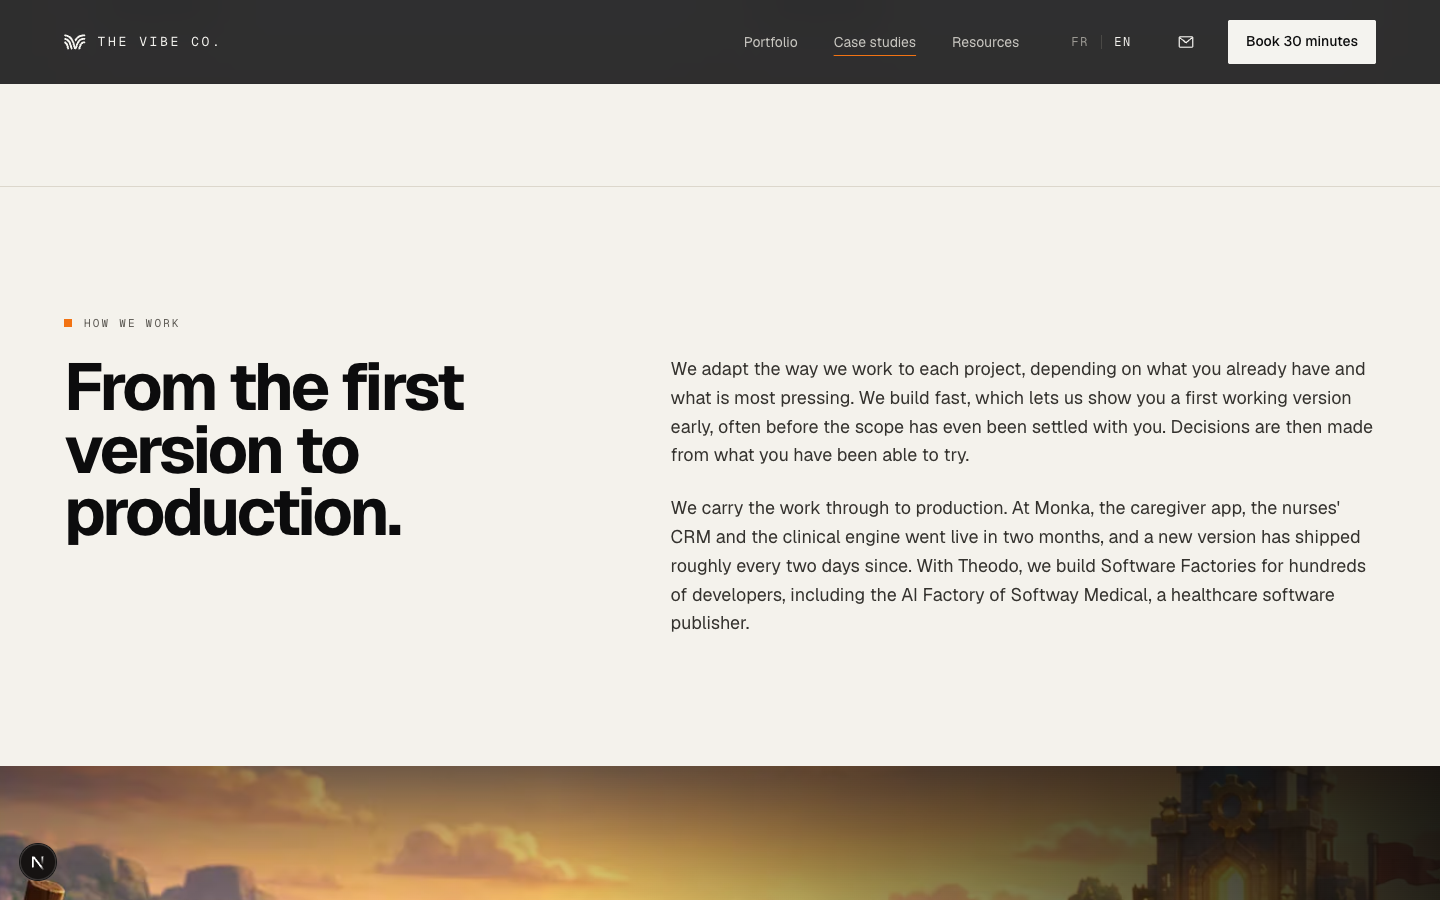 THE VIBE CO.
Portfolio
Case studies
Resources
FR
EN
Book 30 minutes
HOW WE WORK
From the first
version to
production.
We adapt the way we work to each project, depending on what you already have and
what is most pressing. We build fast, which lets us show you a first working version
early, often before the scope has even been settled with you. Decisions are then made
from what you have been able to try.
We carry the work through to production. At Monka, the caregiver app, the nurses'
CRM and the clinical engine went live in two months, and a new version has shipped
roughly every two days since. With Theodo, we build Software Factories for hundreds
of developers, including the AI Factory of Softway Medical, a healthcare software
publisher.
N